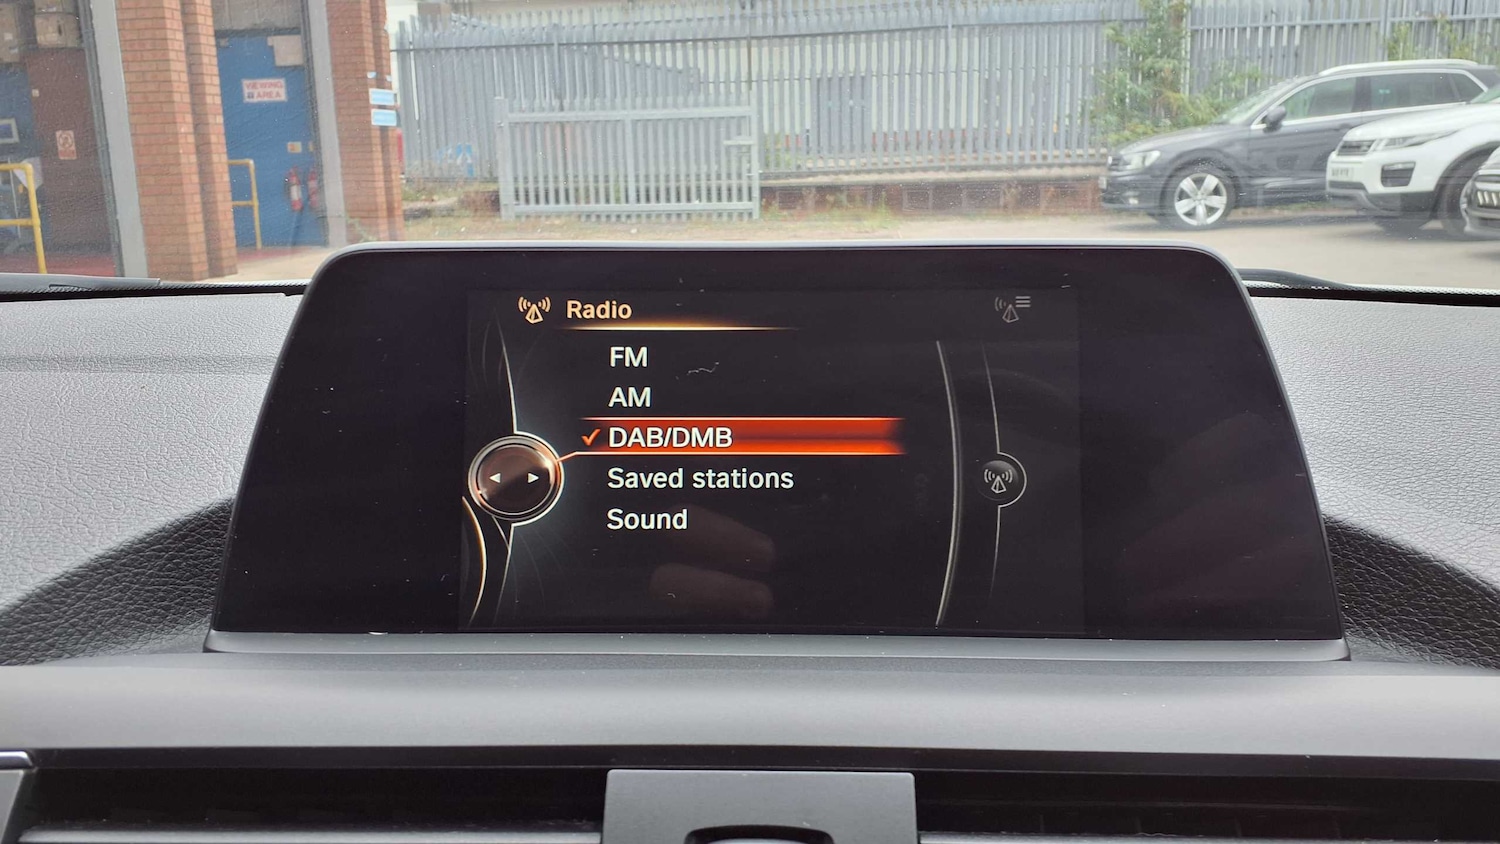 VIEWING
AREA
Radio
FM
AM
✓ DAB/DMB
Saved stations
Sound